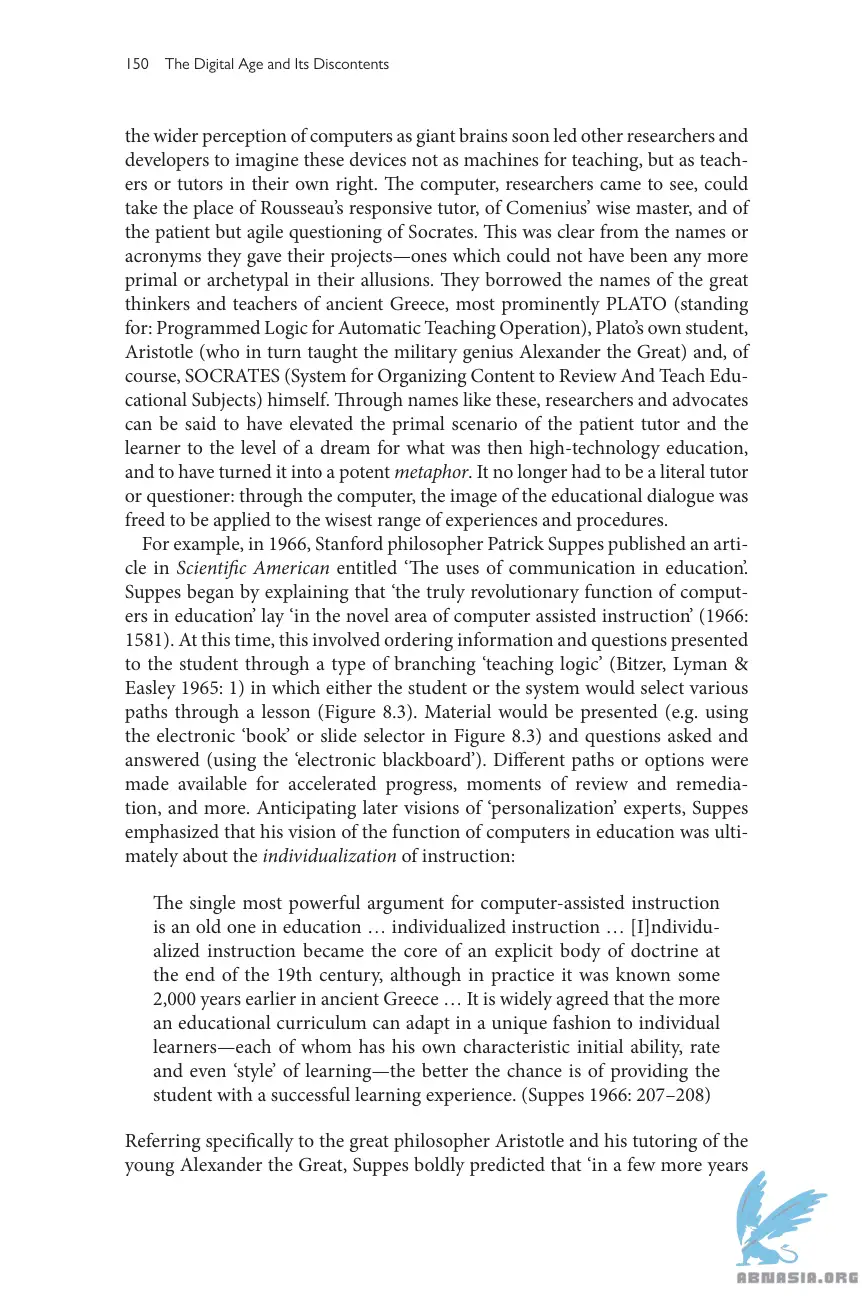 150 The Digital Age and Its Discontents
the wider perception of computers as giant brains soon led other researchers and
developers to imagine these devices not as machines for teaching, but as teach-
ers or tutors in their own right. The computer, researchers came to see, could
take the place of Rousseau’s responsive tutor, of Comenius’ wise master, and of
the patient but agile questioning of Socrates. This was clear from the names or
acronyms they gave their projects—ones which could not have been any more
primal or archetypal in their allusions. They borrowed the names of the great
thinkers and teachers of ancient Greece, most prominently PLATO (standing
for: Programmed Logic for Automatic Teaching Operation), Plato’s own student,
Aristotle (who in turn taught the military genius Alexander the Great) and, of
course, SOCRATES (System for Organizing Content to Review And Teach Edu-
cational Subjects) himself. Through names like these, researchers and advocates
can be said to have elevated the primal scenario of the patient tutor and the
learner to the level of a dream for what was then high-technology education,
and to have turned it into a potent metaphor. It no longer had to be a literal tutor
or questioner: through the computer, the image of the educational dialogue was
freed to be applied to the wisest range of experiences and procedures.
For example, in 1966, Stanford philosopher Patrick Suppes published an arti-
cle in Scientific American entitled ‘The uses of communication in education’.
Suppes began by explaining that ‘the truly revolutionary function of comput-
ers in education’ lay ‘in the novel area of computer assisted instruction’ (1966:
1581). At this time, this involved ordering information and questions presented
to the student through a type of branching ‘teaching logic’ (Bitzer, Lyman &
Easley 1965: 1) in which either the student or the system would select various
paths through a lesson (Figure 8.3). Material would be presented (e.g. using
the electronic ‘book’ or slide selector in Figure 8.3) and questions asked and
answered (using the ‘electronic blackboard’). Different paths or options were
made available for accelerated progress, moments of review and remedia-
tion, and more. Anticipating later visions of ‘personalization’ experts, Suppes
emphasized that his vision of the function of computers in education was ulti-
mately about the individualization of instruction:
The single most powerful argument for computer-assisted instruction
is an old one in education … individualized instruction … [I]ndividu-
alized instruction became the core of an explicit body of doctrine at
the end of the 19th century, although in practice it was known some
2,000 years earlier in ancient Greece … It is widely agreed that the more
an educational curriculum can adapt in a unique fashion to individual
learners—each of whom has his own characteristic initial ability, rate
and even ‘style’ of learning—the better the chance is of providing the
student with a successful learning experience. (Suppes 1966: 207–208)
Referring specifically to the great philosopher Aristotle and his tutoring of the
young Alexander the Great, Suppes boldly predicted that ‘in a few more years
ABNASIA.ORG